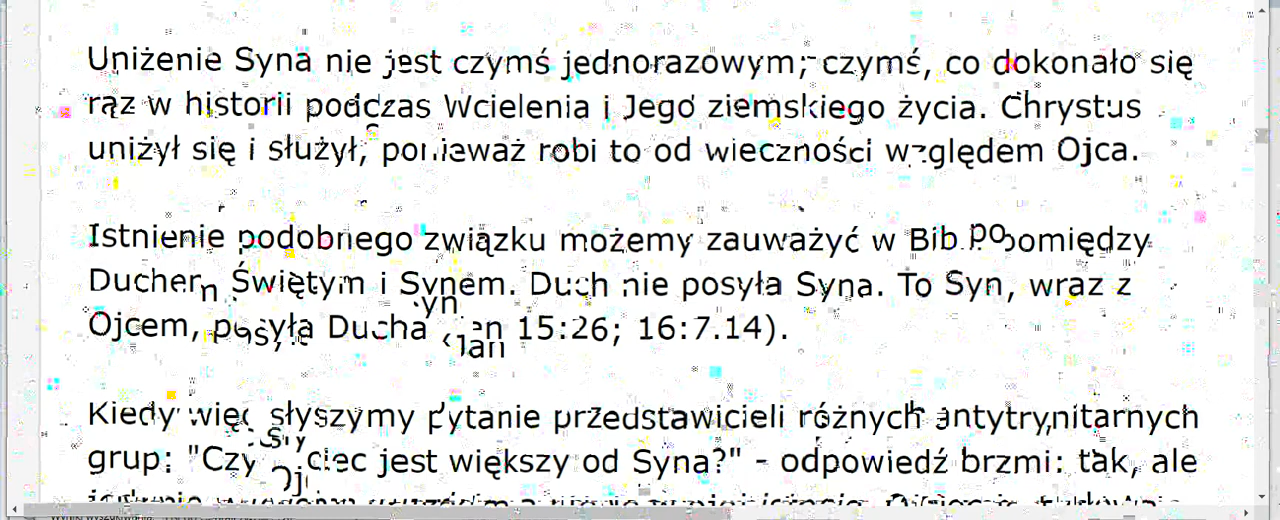 Uniżenie Syna nie jest czymś jednorazowym; czymś, co dokonało się
raz w historii podczas Wcielenia i Jego ziemskiego życia. Chrystus
uniżył się i służył, ponieważ robi to od wieczności względem Ojca.
Istnienie podobnego związku możemy zauważyć w Biblii pomiędzy
Duchem Świętym i Synem. Duch nie posyła Syna. To Syn, wraz z
Ojcem, posyła Ducha (Jan 15:26; 16:7.14).
Kiedy więc słyszymy pytanie przedstawicieli różnych antytrynitarnych
grup: "Czy Ojciec jest większy od Syna?" - odpowiedź brzmi: tak, ale